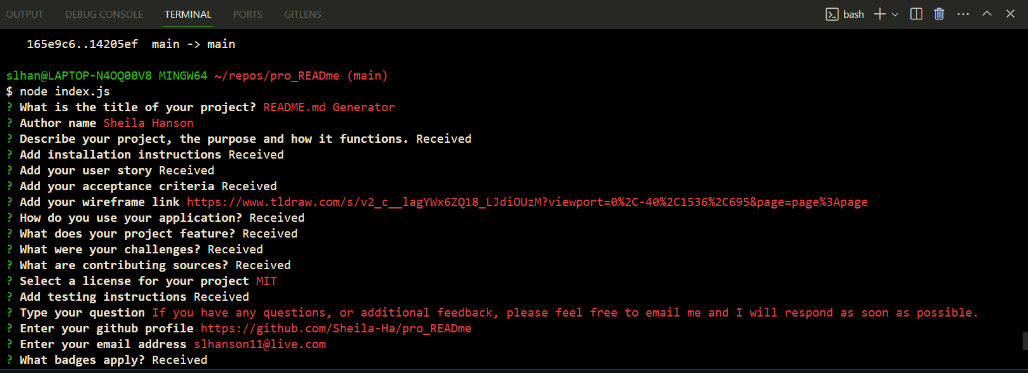 OUTPUT DEBUG CONSOLE TERMINAL PORTS GITLENS bash
165e9c6..14205ef main -> main
slhan@LAPTOP-N4OQ00V8 MINGW64 ~/repos/pro_READme (main)
$ node index.js
? What is the title of your project? README.md Generator
? Author name Sheila Hanson
? Describe your project, the purpose and how it functions. Received
? Add installation instructions Received
? Add your user story Received
? Add your acceptance criteria Received
? Add your wireframe link https://www.tldraw.com/s/v2_c__lagYWx6ZQ18_LJdiOUzM?viewport=0%2C-40%2C1536%2C695&page=page%3Apage
? How do you use your application? Received
? What does your project feature? Received
? What were your challenges? Received
? What are contributing sources? Received
? Select a license for your project MIT
? Add testing instructions Received
? Type your question If you have any questions, or additional feedback, please feel free to email me and I will respond as soon as possible.
? Enter your github profile https://github.com/Sheila-Ha/pro_READme
? Enter your email address slhanson11@live.com
? What badges apply? Received